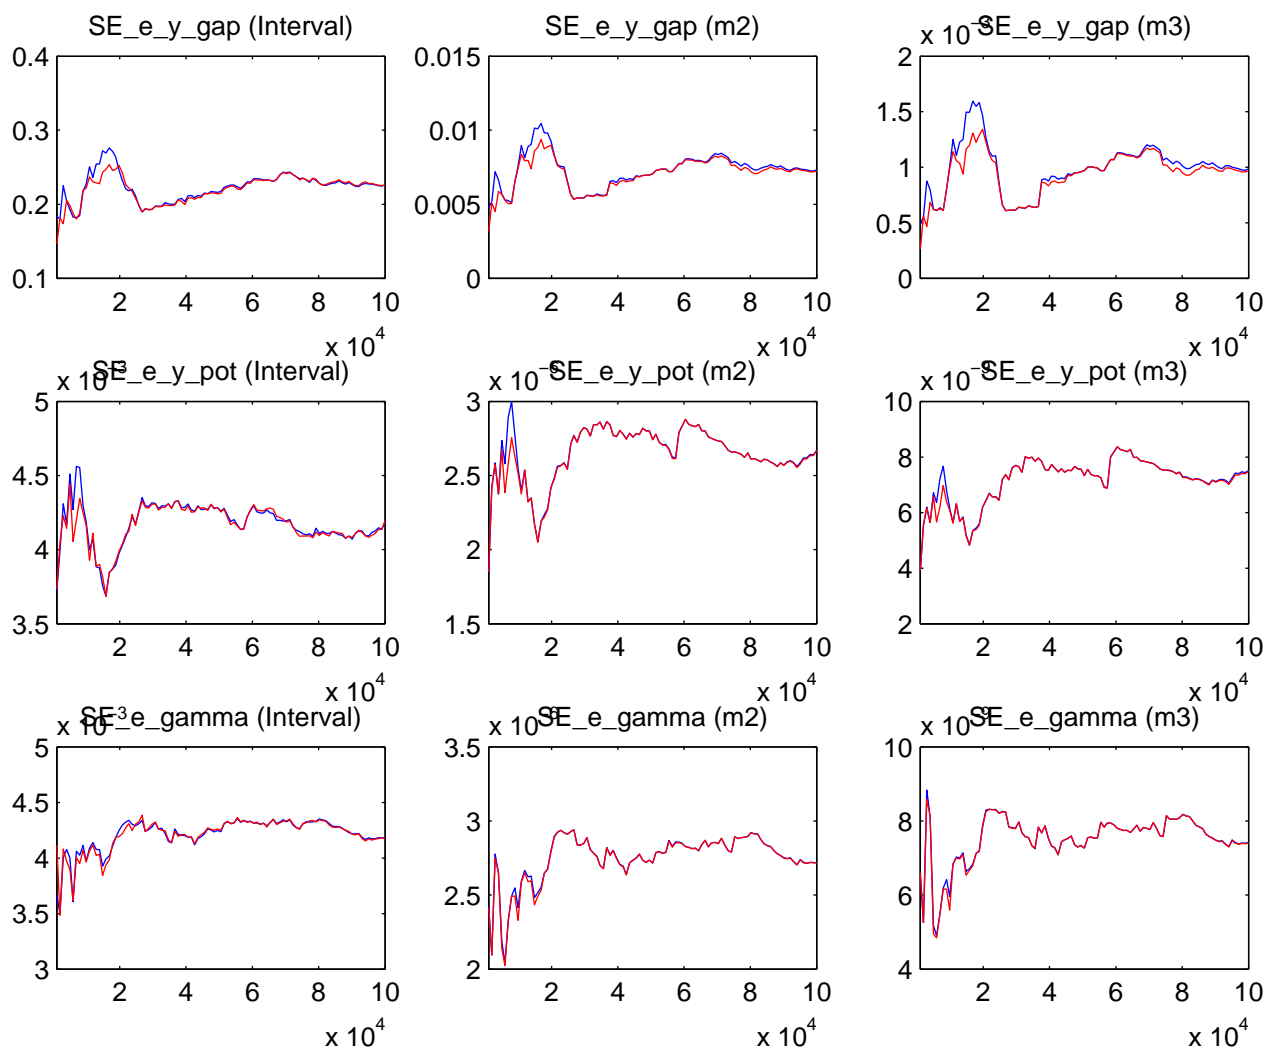 SE_e_y_gap (Interval)
0.4
0.3
0.2
0.1
2 4 6 8 10
x 10^4
SE_e_y_gap (m2)
0.015
0.01
0.005
0
2 4 6 8 10
x 10^4
x 10^−3
SE_e_y_gap (m3)
2
1.5
1
0.5
0
2 4 6 8 10
x 10^4
x 10^−3
SE_e_y_pot (Interval)
5
4.5
4
3.5
2 4 6 8 10
x 10^4
x 10
SE_e_y_pot (m2)
3
2.5
2
1.5
2 4 6 8 10
x 10^4
x 10
SE_e_y_pot (m3)
10
8
6
4
2
2 4 6 8 10
x 10^4
x 10^−3
SE_e_gamma (Interval)
5
4.5
4
3.5
3
2 4 6 8 10
x 10^4
x 10
SE_e_gamma (m2)
3.5
3
2.5
2
2 4 6 8 10
x 10^4
x 10
SE_e_gamma (m3)
10
8
6
4
2 4 6 8 10
x 10^4